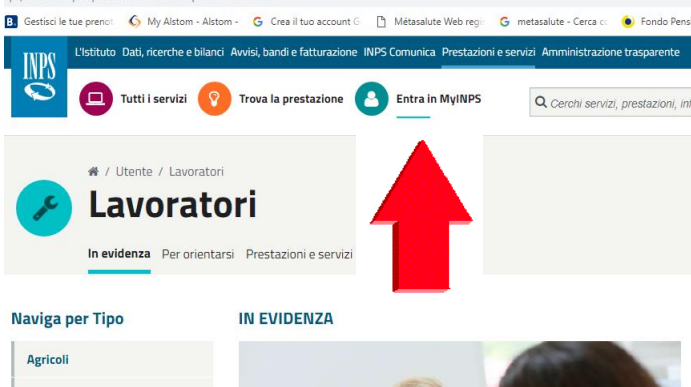 B. Gestisci le tue prenot My Alstom - Alstom - G Crea il tuo account G Métasalute Web regi G metasalute - Cerca co Fondo Pens
INPS
L'Istituto Dati, ricerche e bilanci Avvisi, bandi e fatturazione INPS Comunica Prestazioni e servizi Amministrazione trasparente
Tutti i servizi Trova la prestazione Entra in MyINPS Cerchi servizi, prestazioni, inf
/ Utente / Lavoratori
Lavoratori
In evidenza Per orientarsi Prestazioni e servizi
Naviga per Tipo IN EVIDENZA
Agricoli